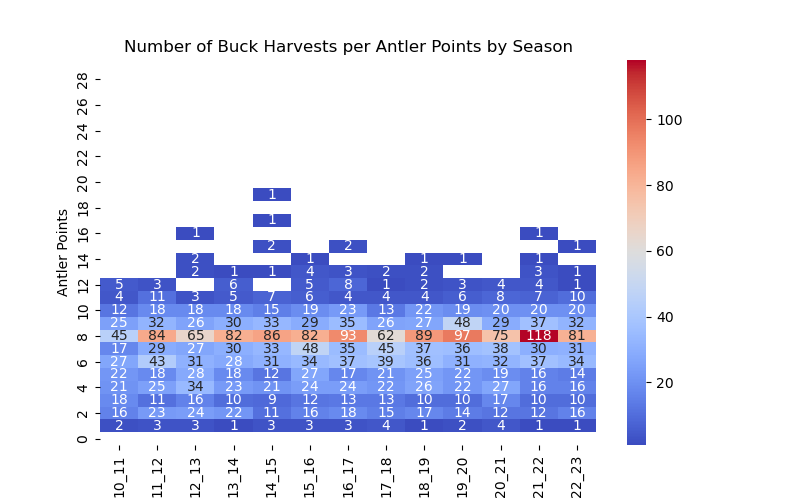 Number of Buck Harvests per Antler Points by Season
Antler Points
28
26
24
22
20
18
16
14
12
10
8
6
4
2
0
1
1
1 1
2 2 1
2 1 1 1 1
2 1 1 4 3 2 2 3 1
5 3 6 5 8 1 2 3 4 4 1
4 11 3 5 7 6 4 4 4 6 8 7 10
12 18 18 18 15 19 23 13 22 19 20 20 20
25 32 26 30 33 29 35 26 27 48 29 37 32
45 84 65 82 86 82 93 62 89 97 75 118 81
17 29 27 30 33 48 35 45 37 36 38 30 31
27 43 31 28 31 34 37 39 36 31 32 37 34
22 18 28 18 12 27 17 21 25 22 19 16 14
21 25 34 23 21 24 24 22 26 22 27 16 16
18 11 16 10 9 12 13 13 10 10 17 10 10
16 23 24 22 11 16 18 15 17 14 12 12 16
2 3 3 1 3 3 3 4 1 2 4 1 1
10_11 11_12 12_13 13_14 14_15 15_16 16_17 17_18 18_19 19_20 20_21 21_22 22_23
100
80
60
40
20